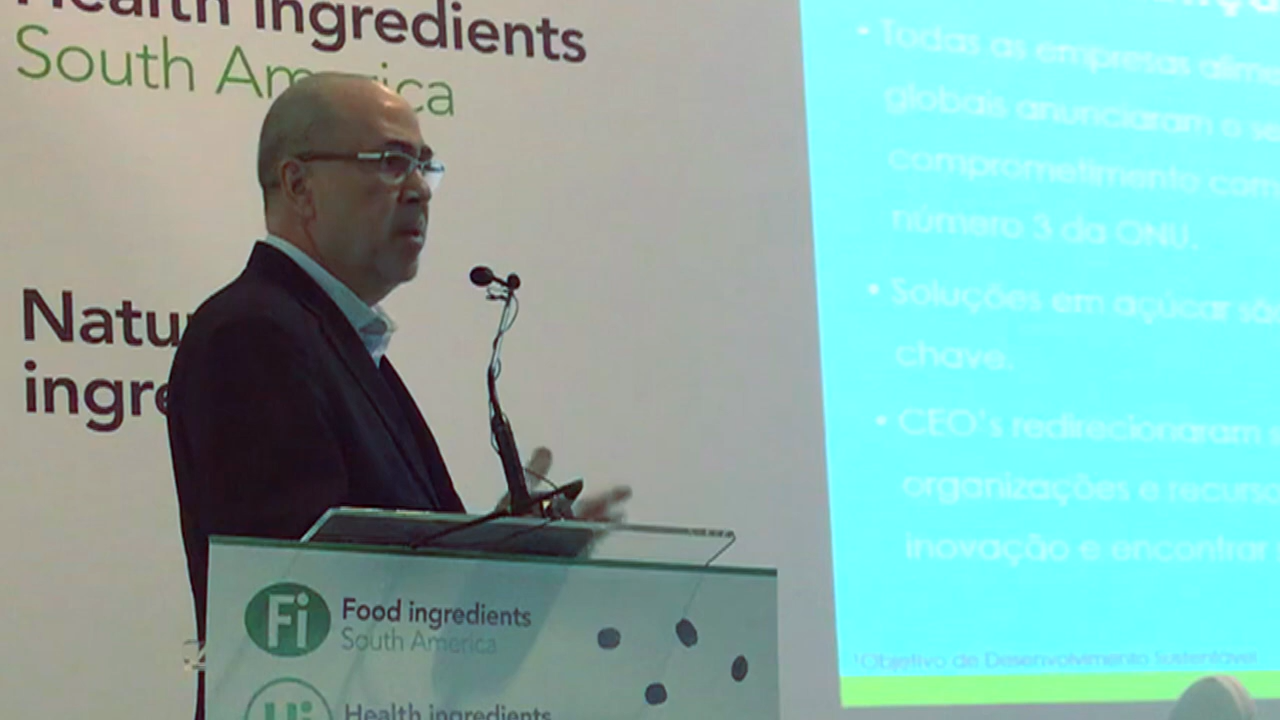 Health ingredients
South America
Natu
ingre
Food ingredients
South America
Health ingredients
Fi
Hi
Todas as empresas alime
globais anunciaram o se
comprometimento com
número 3 da ONU.
Soluções em açúcar sã
chave.
CEO's redirecionaram
organizações e recurso
inovação e encontrar
Objetivo de Desenvolvimento Sustentável